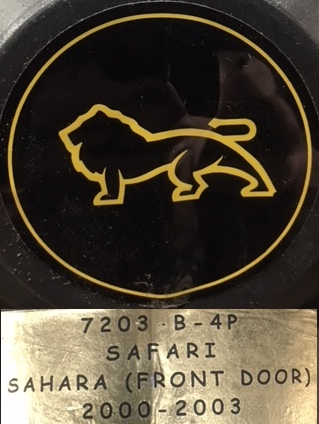 7203 B-4P
SAFARI
SAHARA (FRONT DOOR)
2000-2003